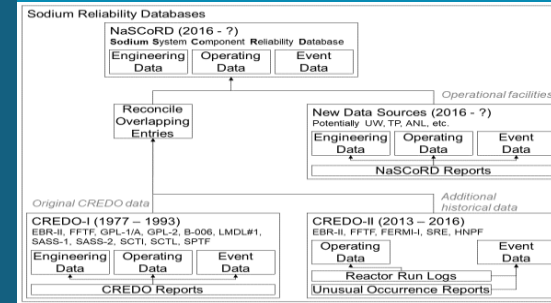 Sodium Reliability Databases
NaSCoRD (2016 - ?)
Sodium System Component Reliability Database
Engineering Data
Operating Data
Event Data
Reconcile Overlapping Entries
Operational facilities
New Data Sources (2016 - ?)
Potentially UW, TP, ANL, etc.
Engineering Data
Operating Data
Event Data
NaSCoRD Reports
Original CREDO data
Additional historical data
CREDO-I (1977 – 1993)
EBR-II, FFTF, GPL-1/A, GPL-2, B-006, LMDL#1,
SASS-1, SASS-2, SCTI, SCTL, SPTF
Engineering Data
Operating Data
Event Data
CREDO Reports
CREDO-II (2013 – 2016)
EBR-II, FFTF, FERMI-I, SRE, HNPF
Operating Data
Event Data
Reactor Run Logs
Unusual Occurrence Reports